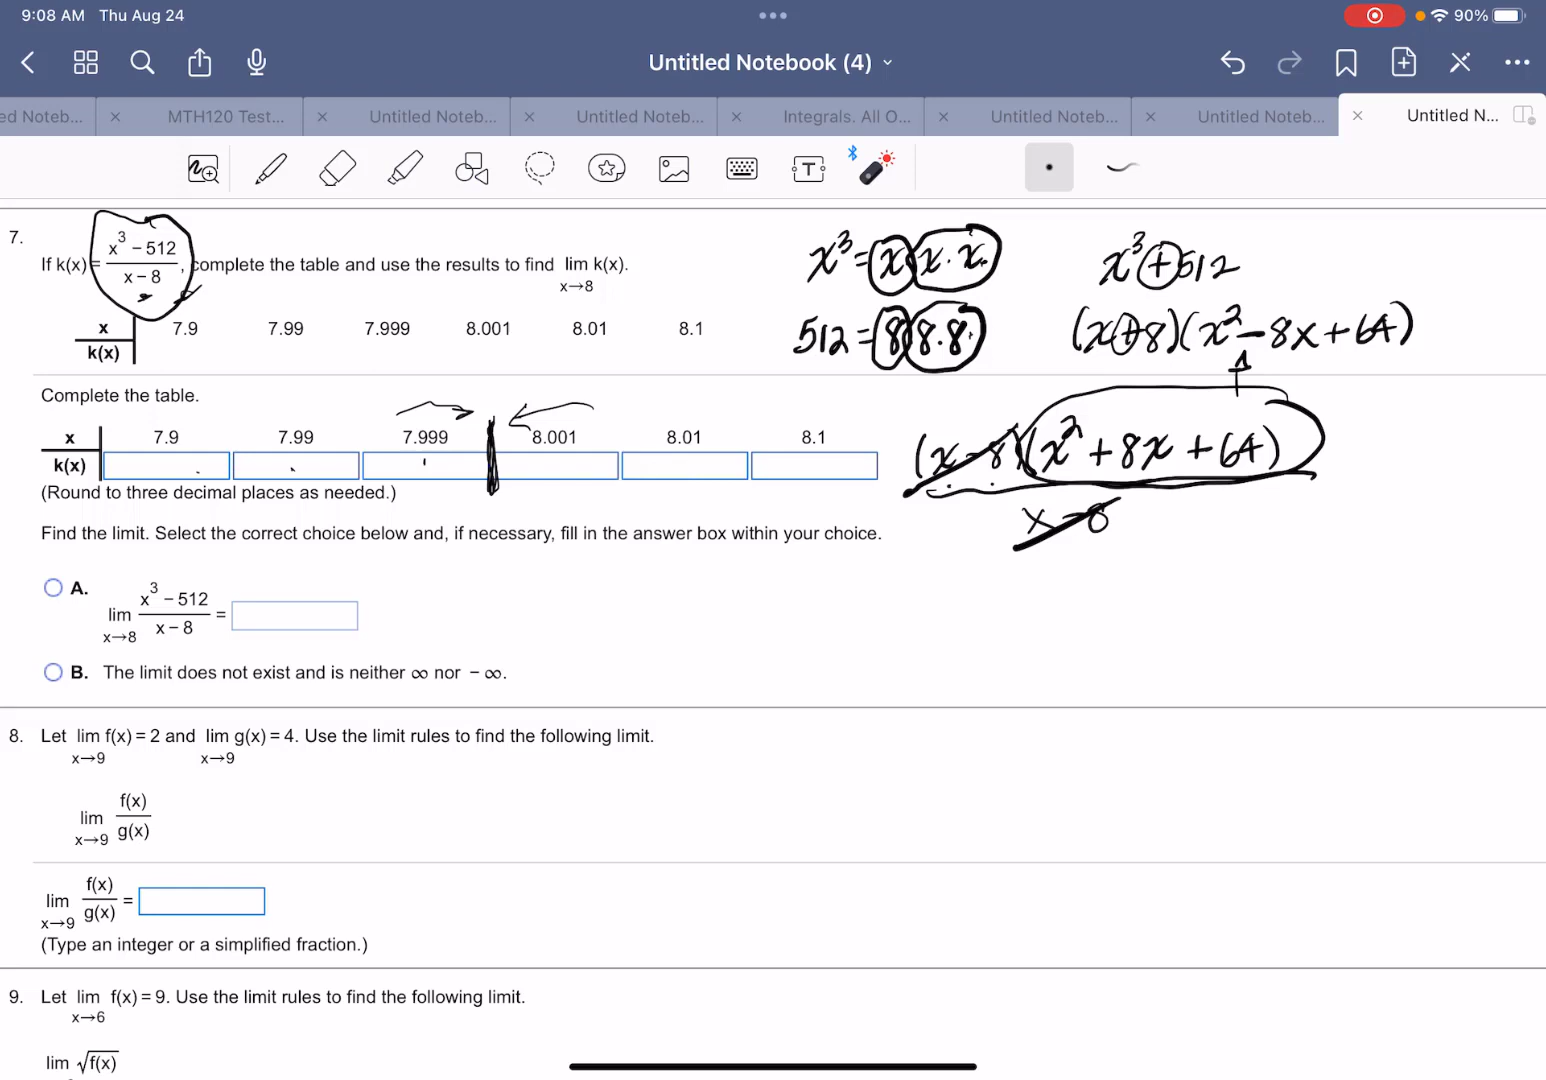 9:08 AM Thu Aug 24
90%
Untitled Notebook (4)
ed Noteb...
MTH120 Test...
Untitled Noteb...
Untitled Noteb...
Integrals. All O...
Untitled Noteb...
Untitled Noteb...
Untitled N...
7.
If k(x) = (x³ − 512)/(x − 8), complete the table and use the results to find lim x→8 k(x).
x 7.9 7.99 7.999 8.001 8.01 8.1
k(x)
x³ = x x · x
512 = 8 8 · 8
x³ + 512
(x + 8)(x² − 8x + 64)
Complete the table.
x 7.9 7.99 7.999 8.001 8.01 8.1
k(x)
(x − 8)(x² + 8x + 64)
x − 8
(Round to three decimal places as needed.)
Find the limit. Select the correct choice below and, if necessary, fill in the answer box within your choice.
A. lim x→8 (x³ − 512)/(x − 8) =
B. The limit does not exist and is neither ∞ nor − ∞.
8. Let lim x→9 f(x) = 2 and lim x→9 g(x) = 4. Use the limit rules to find the following limit.
lim x→9 f(x)/g(x)
lim x→9 f(x)/g(x) =
(Type an integer or a simplified fraction.)
9. Let lim x→6 f(x) = 9. Use the limit rules to find the following limit.
lim √f(x)